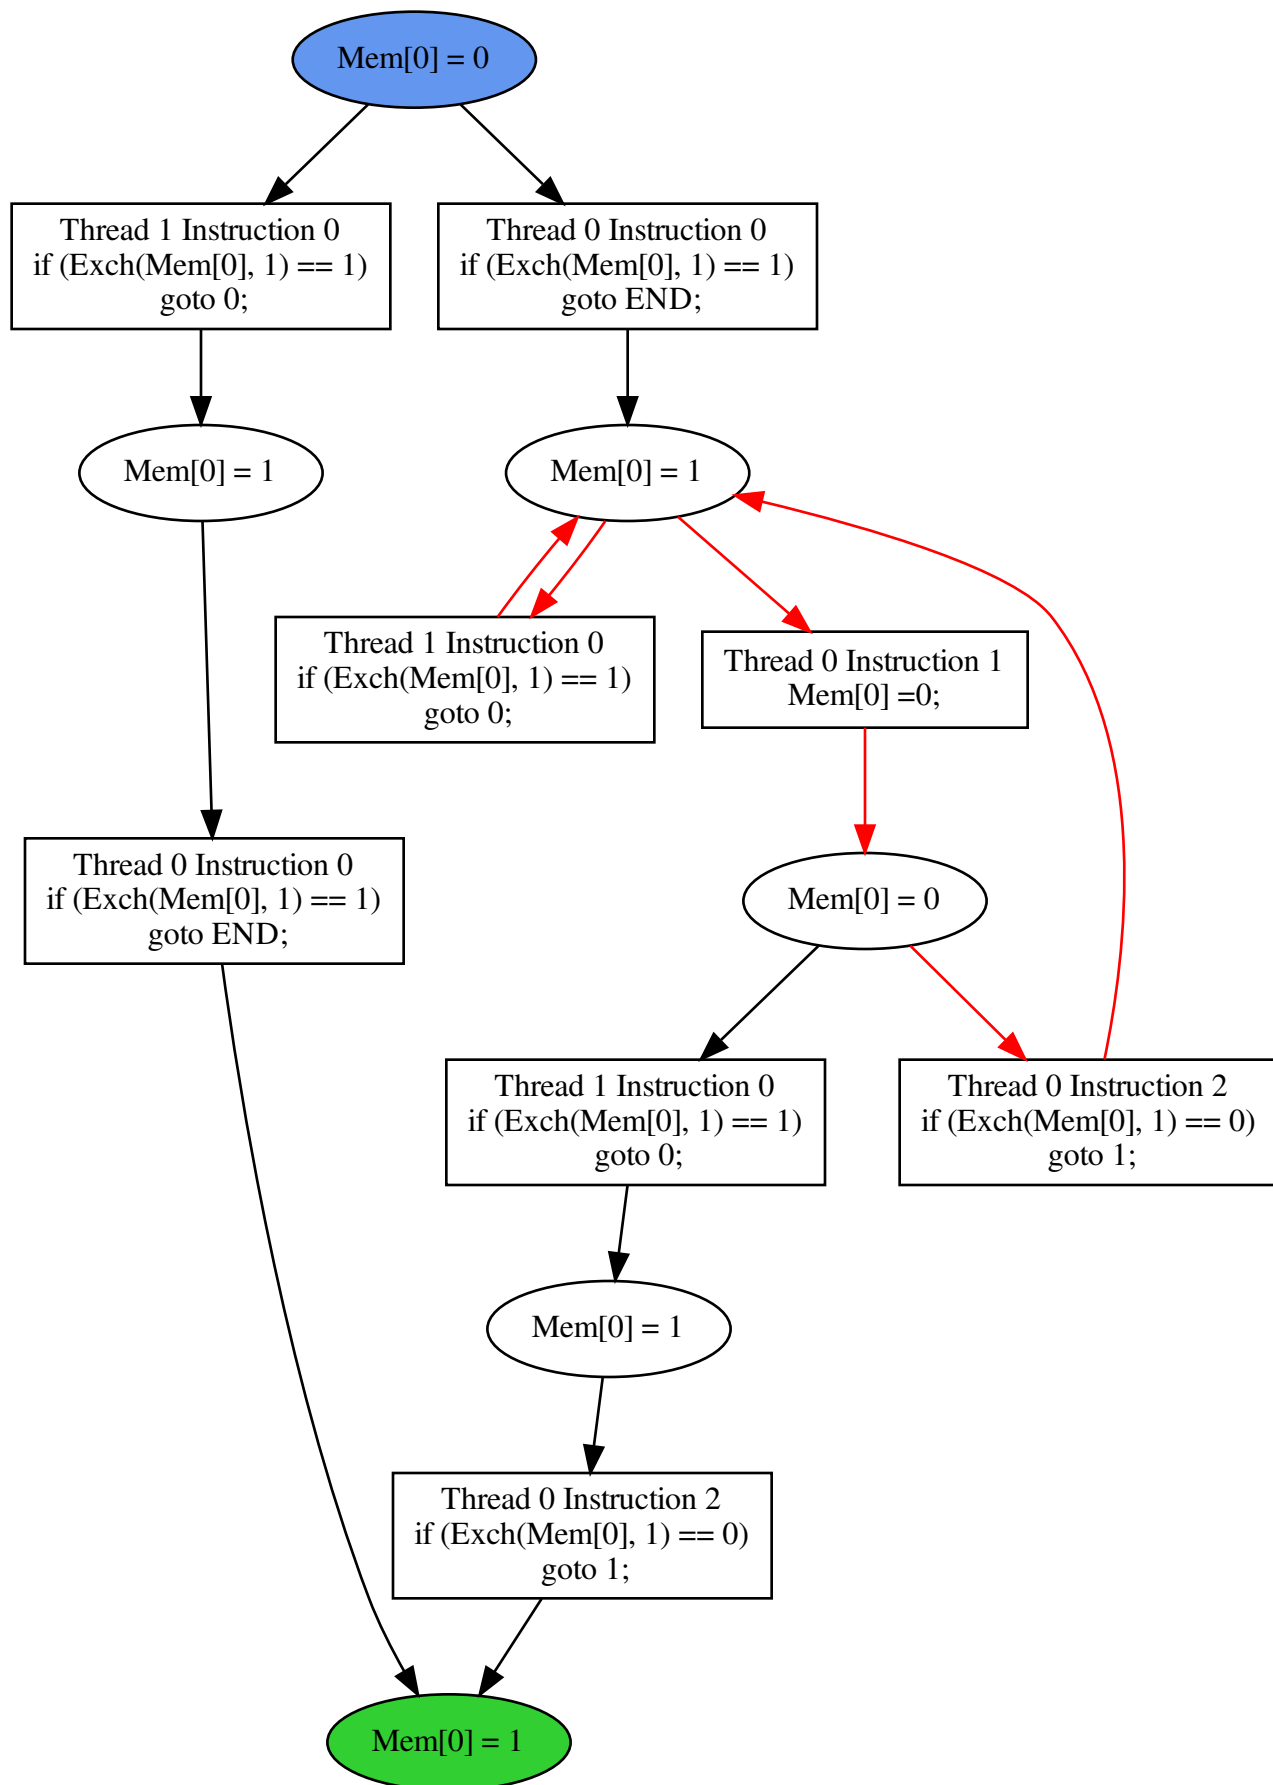 Mem[0] = 0
Thread 1 Instruction 0
if (Exch(Mem[0], 1) == 1)
goto 0;
Thread 0 Instruction 0
if (Exch(Mem[0], 1) == 1)
goto END;
Mem[0] = 1
Mem[0] = 1
Thread 1 Instruction 0
if (Exch(Mem[0], 1) == 1)
goto 0;
Thread 0 Instruction 1
Mem[0] =0;
Thread 0 Instruction 0
if (Exch(Mem[0], 1) == 1)
goto END;
Mem[0] = 0
Thread 1 Instruction 0
if (Exch(Mem[0], 1) == 1)
goto 0;
Thread 0 Instruction 2
if (Exch(Mem[0], 1) == 0)
goto 1;
Mem[0] = 1
Thread 0 Instruction 2
if (Exch(Mem[0], 1) == 0)
goto 1;
Mem[0] = 1